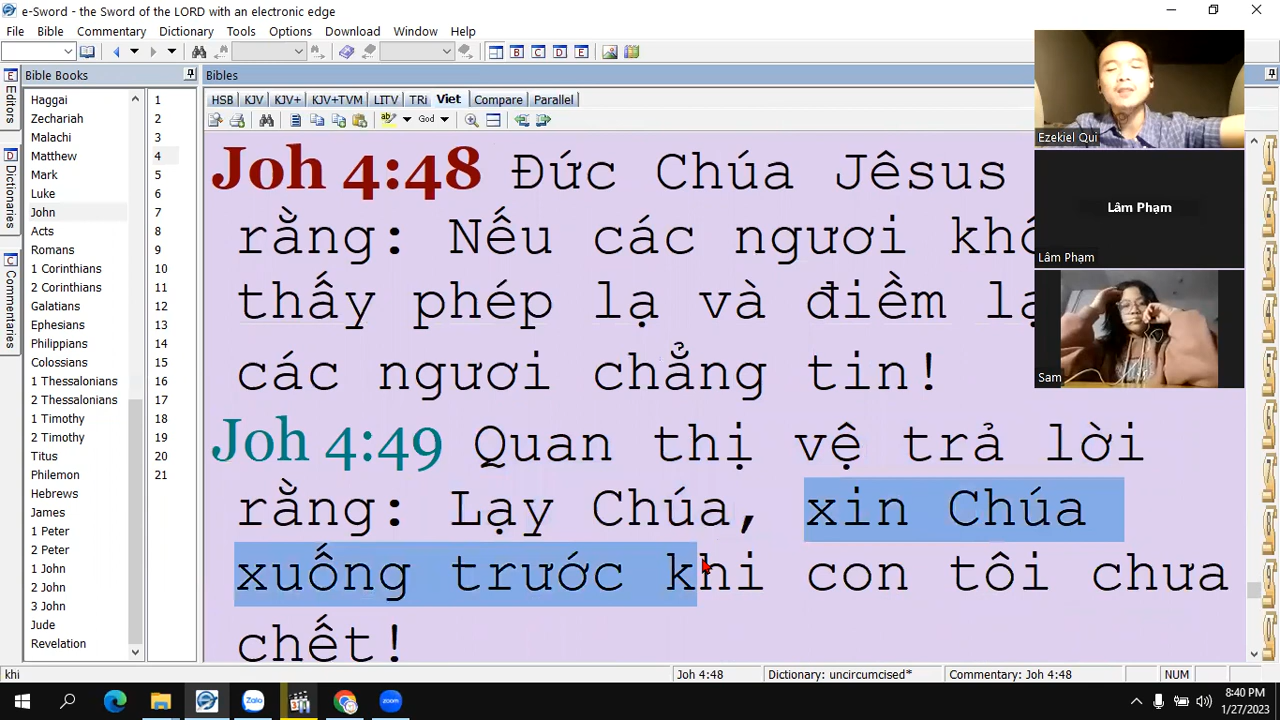 e-Sword - the Sword of the LORD with an electronic edge
File Bible Commentary Dictionary Tools Options Download Window Help
B C D E
Bible Books
Bibles
Editors
Dictionaries
Commentaries
HSB KJV KJV+ KJV+TVM LITV TRi Viet Compare Parallel
God
Haggai 1
Zechariah 2
Malachi 3
Matthew 4
Mark 5
Luke 6
John 7
Acts 8
Romans 9
1 Corinthians 10
2 Corinthians 11
Galatians 12
Ephesians 13
Philippians 14
Colossians 15
1 Thessalonians 16
2 Thessalonians 17
1 Timothy 18
2 Timothy 19
Titus 20
Philemon 21
Hebrews
James
1 Peter
2 Peter
1 John
2 John
3 John
Jude
Revelation
Joh 4:48 Đức Chúa Jêsus
rằng: Nếu các ngươi khô
thấy phép lạ và điềm lạ
các ngươi chẳng tin!
Joh 4:49 Quan thị vệ trả lời
rằng: Lạy Chúa, xin Chúa
xuống trước khi con tôi chưa
chết!
Ezekiel Qui
Lâm Phạm
Lâm Phạm
Sam
khi
Joh 4:48
Dictionary: uncircumcised*
Commentary: Joh 4:48
NUM
Zalo
zoom
8:40 PM
1/27/2023